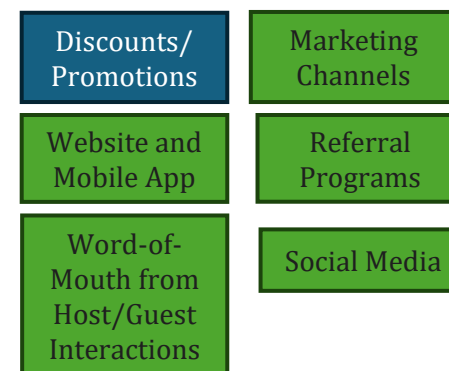 Discounts/
Promotions
Marketing
Channels
Website and
Mobile App
Referral
Programs
Word-of-
Mouth from
Host/Guest
Interactions
Social Media